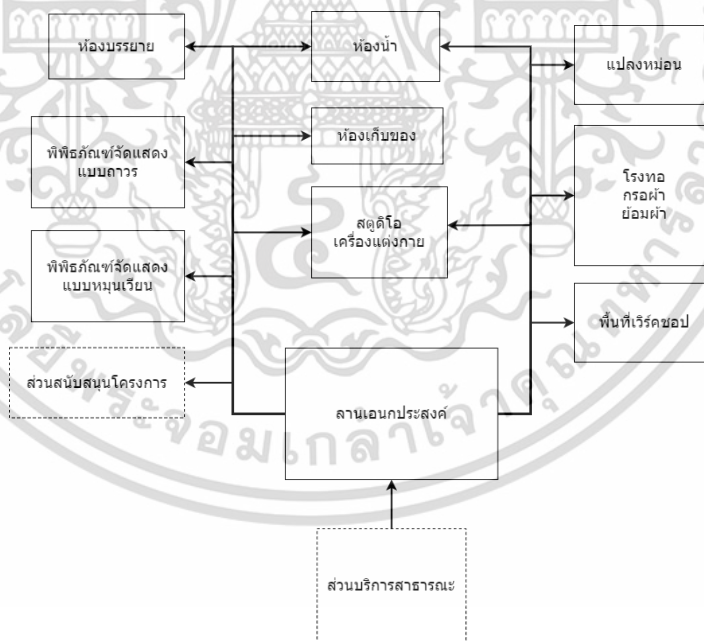 ห้องบรรยาย
ห้องน้ำ
แปลงหม่อน
ห้องเก็บของ
พิพิธภัณฑ์จัดแสดง
แบบถาวร
โรงทอ
กรอผ้า
ย้อมผ้า
สตูดิโอ
เครื่องแต่งกาย
พิพิธภัณฑ์จัดแสดง
แบบหมุนเวียน
พื้นที่เวิร์คชอป
ส่วนสนับสนุนโครงการ
ลานเอนกประสงค์
ส่วนบริการสาธารณะ